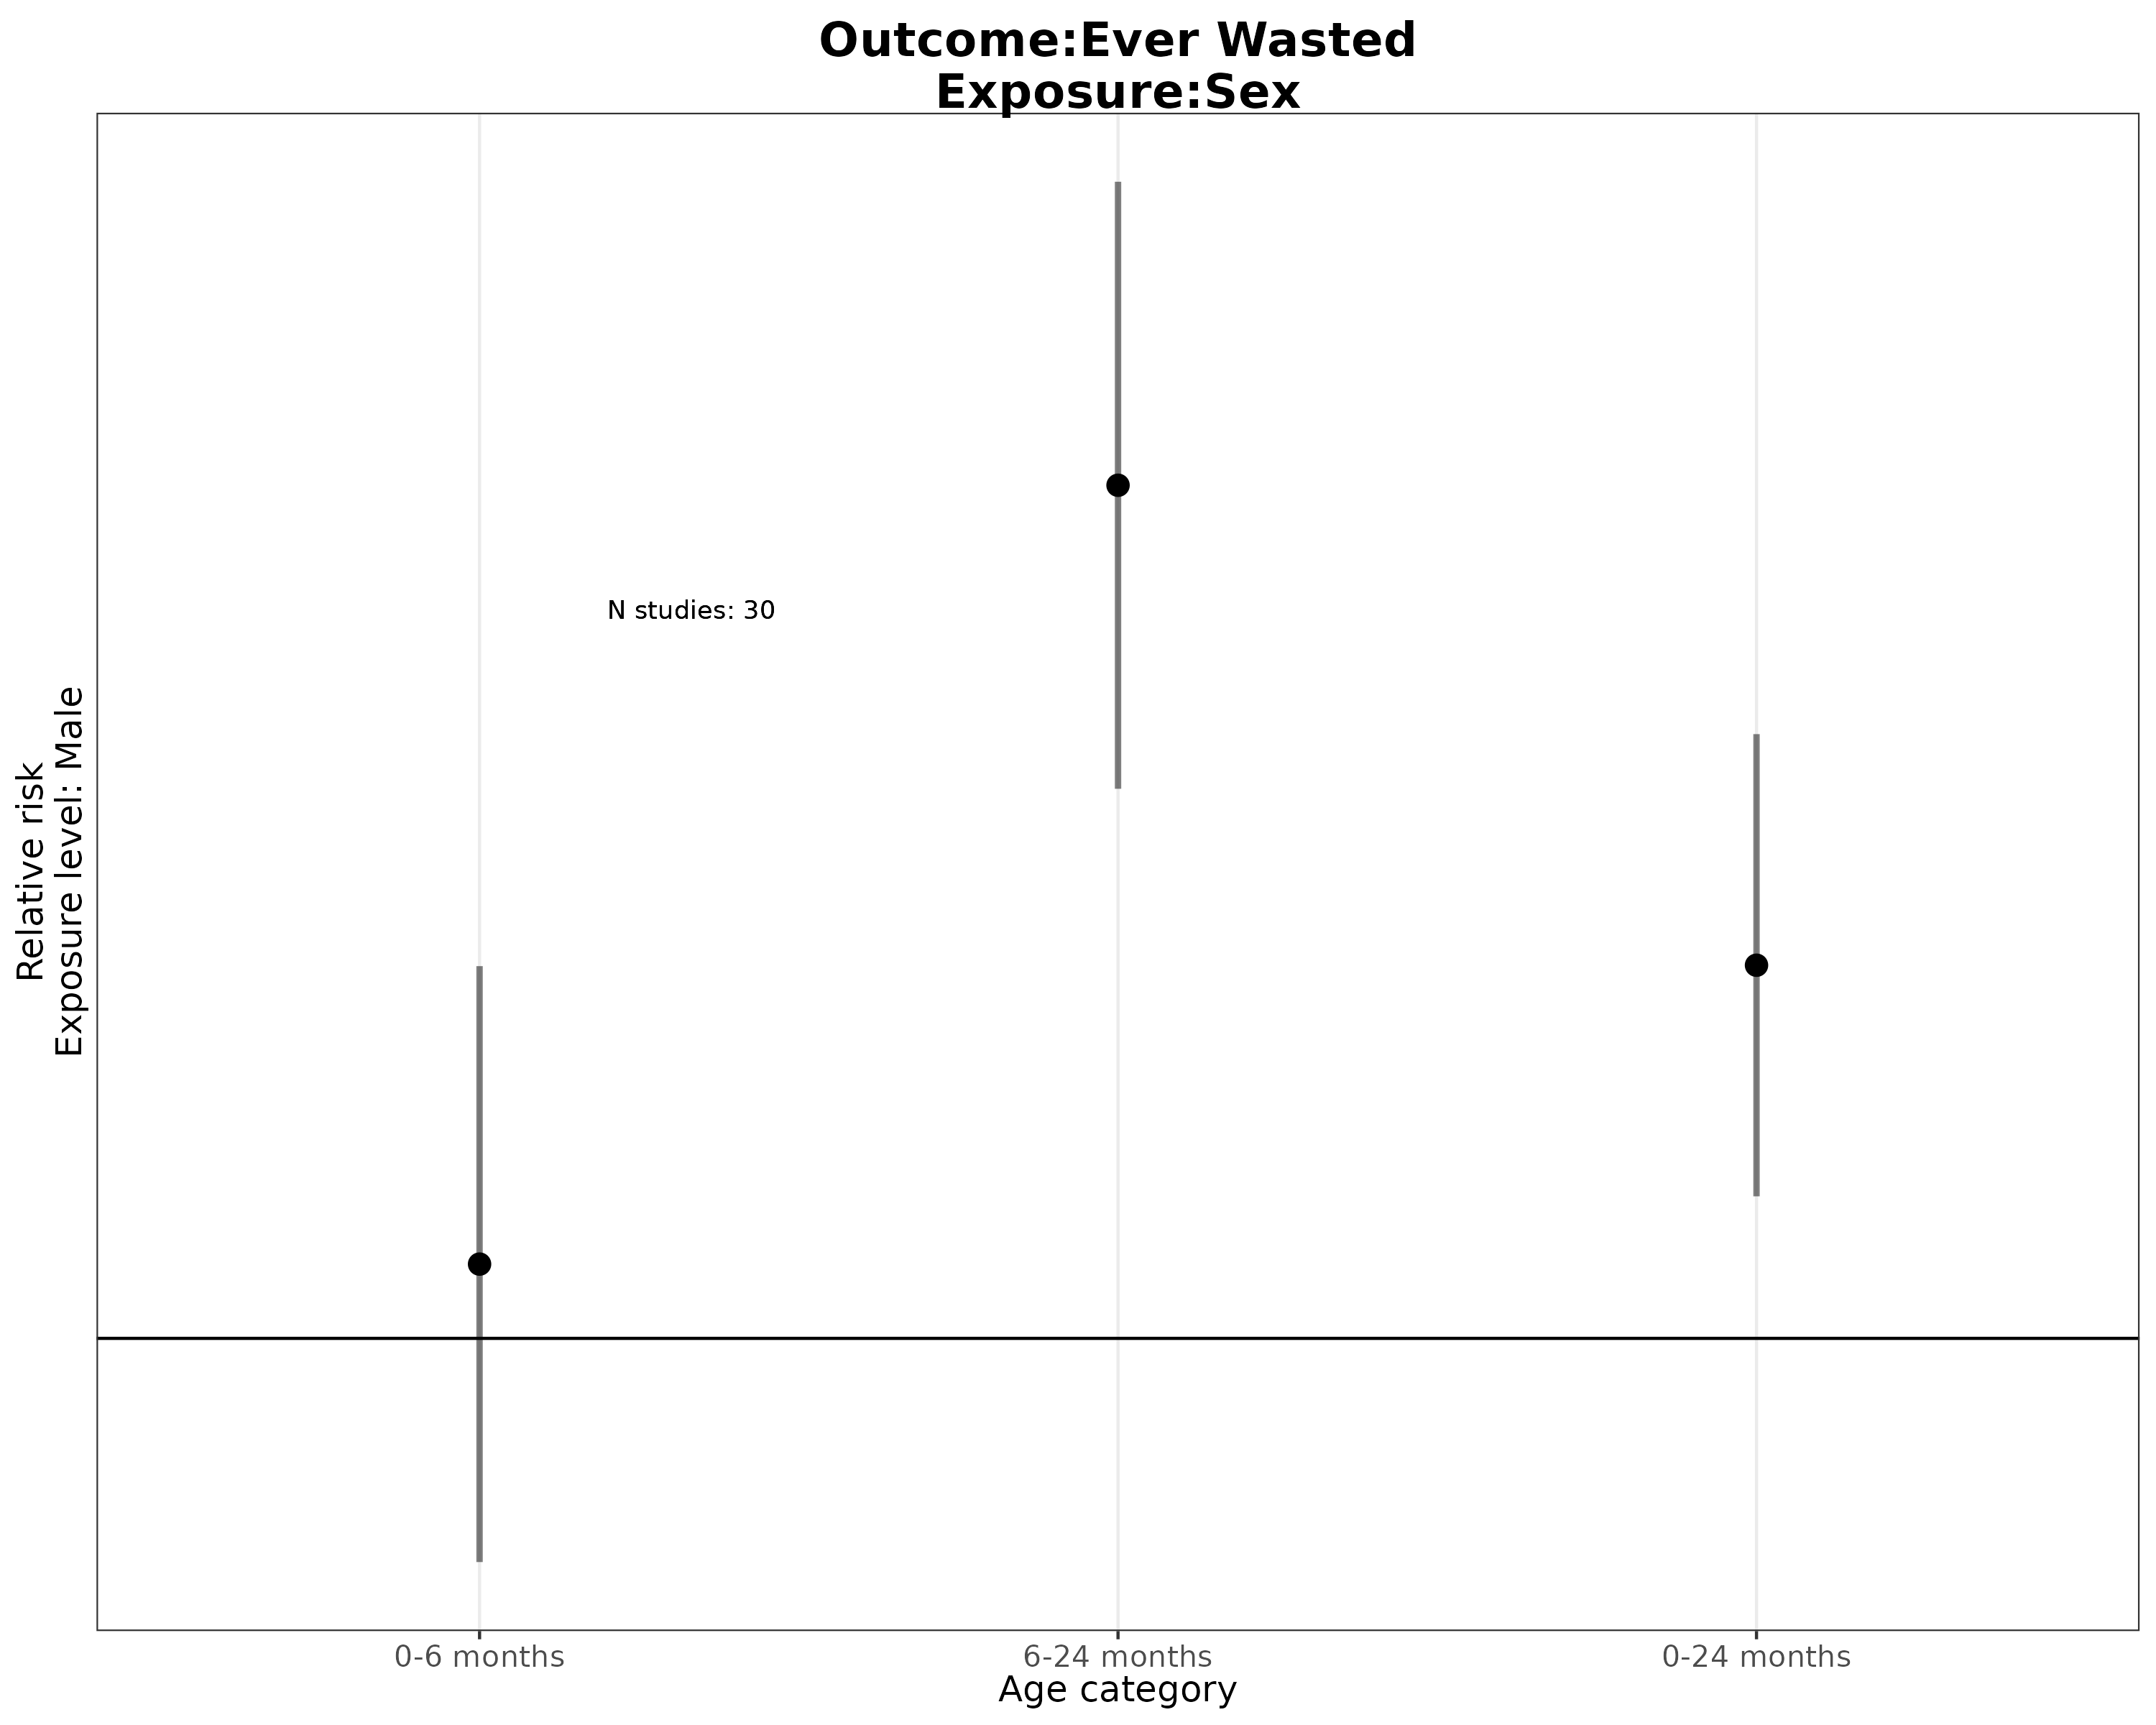 Outcome:Ever Wasted
Exposure:Sex
N studies: 30
Relative risk
Exposure level: Male
0-6 months
6-24 months
0-24 months
Age category